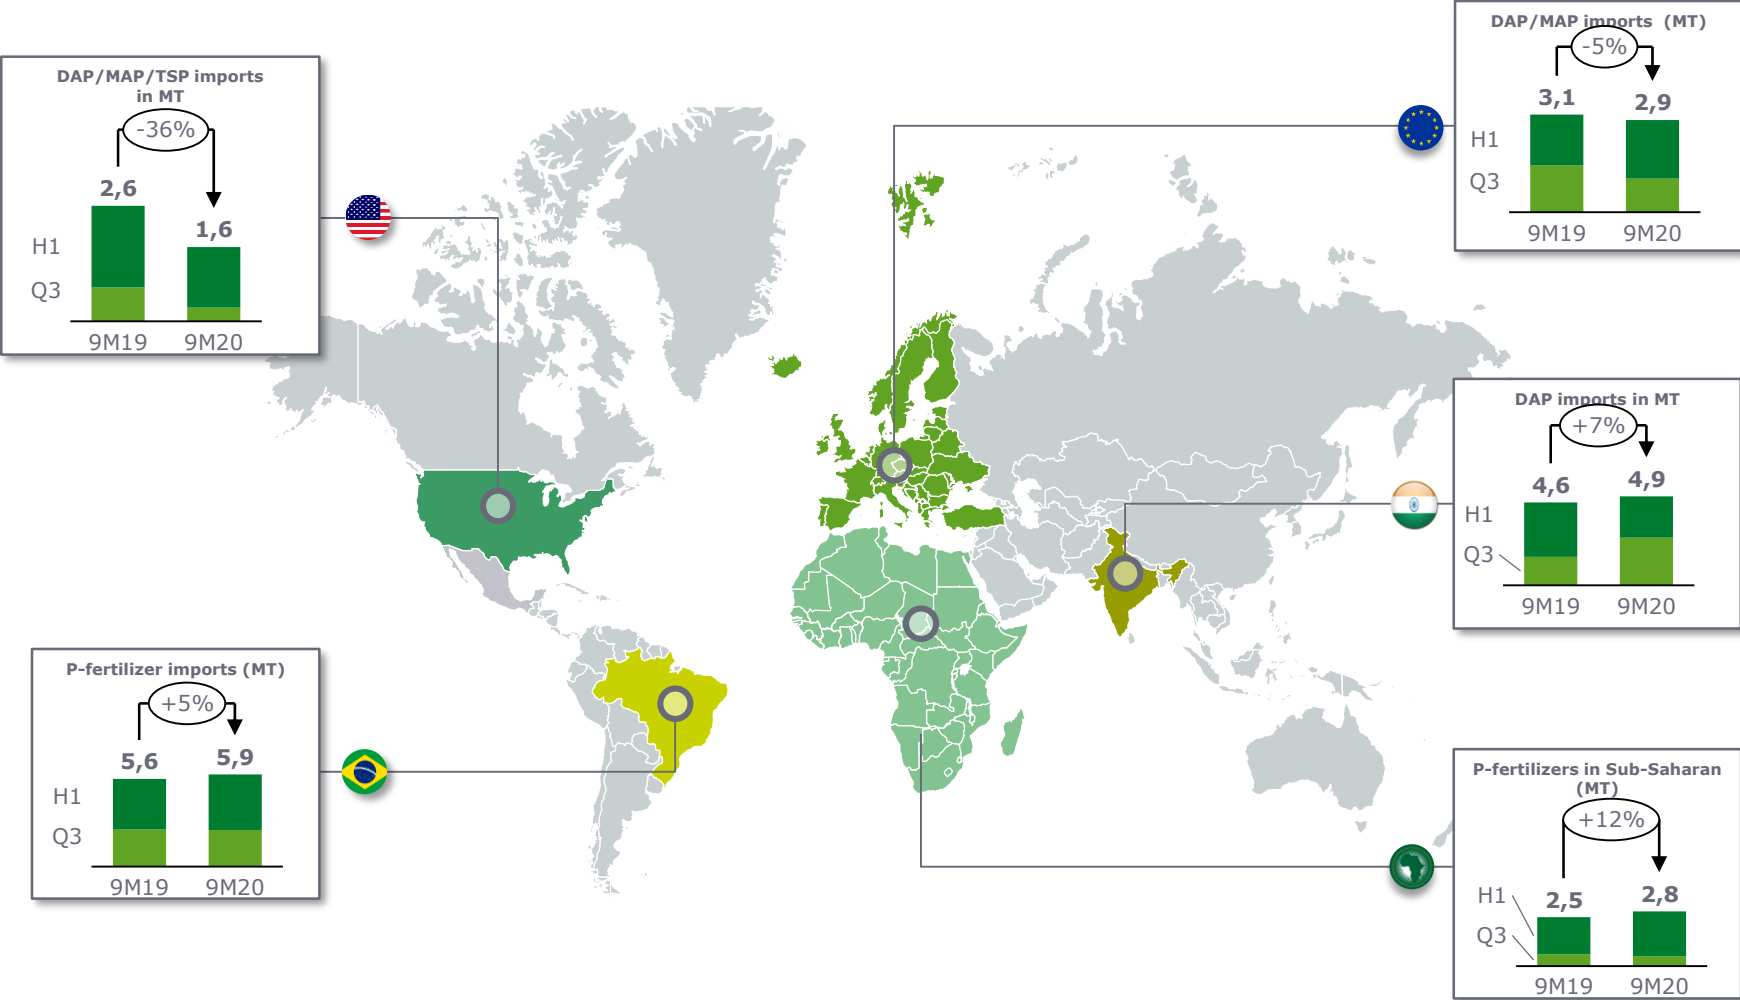 DAP/MAP/TSP imports
in MT
-36%
2,6
1,6
H1
Q3
9M19
9M20
P-fertilizer imports (MT)
+5%
5,6
5,9
H1
Q3
9M19
9M20
DAP/MAP imports (MT)
-5%
3,1
2,9
H1
Q3
9M19
9M20
DAP imports in MT
+7%
4,6
4,9
H1
Q3
9M19
9M20
P-fertilizers in Sub-Saharan
(MT)
+12%
2,5
2,8
H1
Q3
9M19
9M20